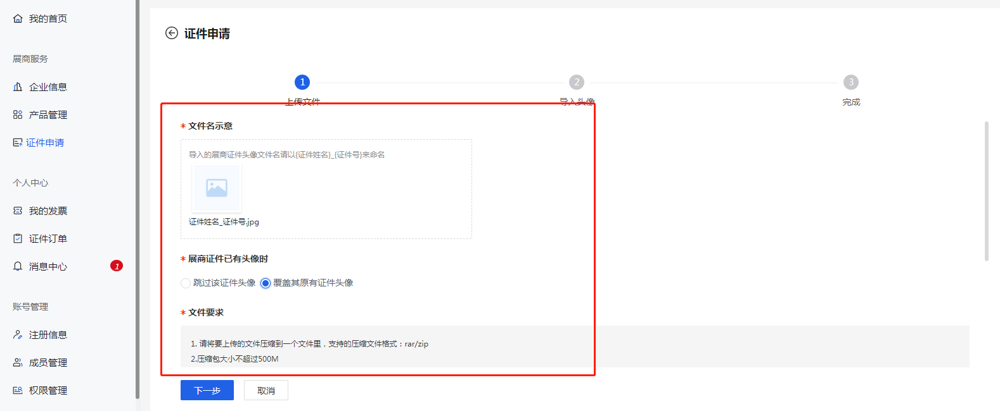 我的首页
展商服务
企业信息
产品管理
证件申请
个人中心
我的发票
证件订单
消息中心
1
账号管理
注册信息
成员管理
权限管理
证件申请
1
上传文件
2
导入头像
3
完成
* 文件名示意
导入的展商证件头像文件名请以{证件姓名}_{证件号}来命名
证件姓名_证件号.jpg
* 展商证件已有头像时
跳过该证件头像 覆盖其原有证件头像
* 文件要求
1. 请将要上传的文件压缩到一个文件里，支持的压缩文件格式：rar/zip
2.压缩包大小不超过500M
下一步 取消